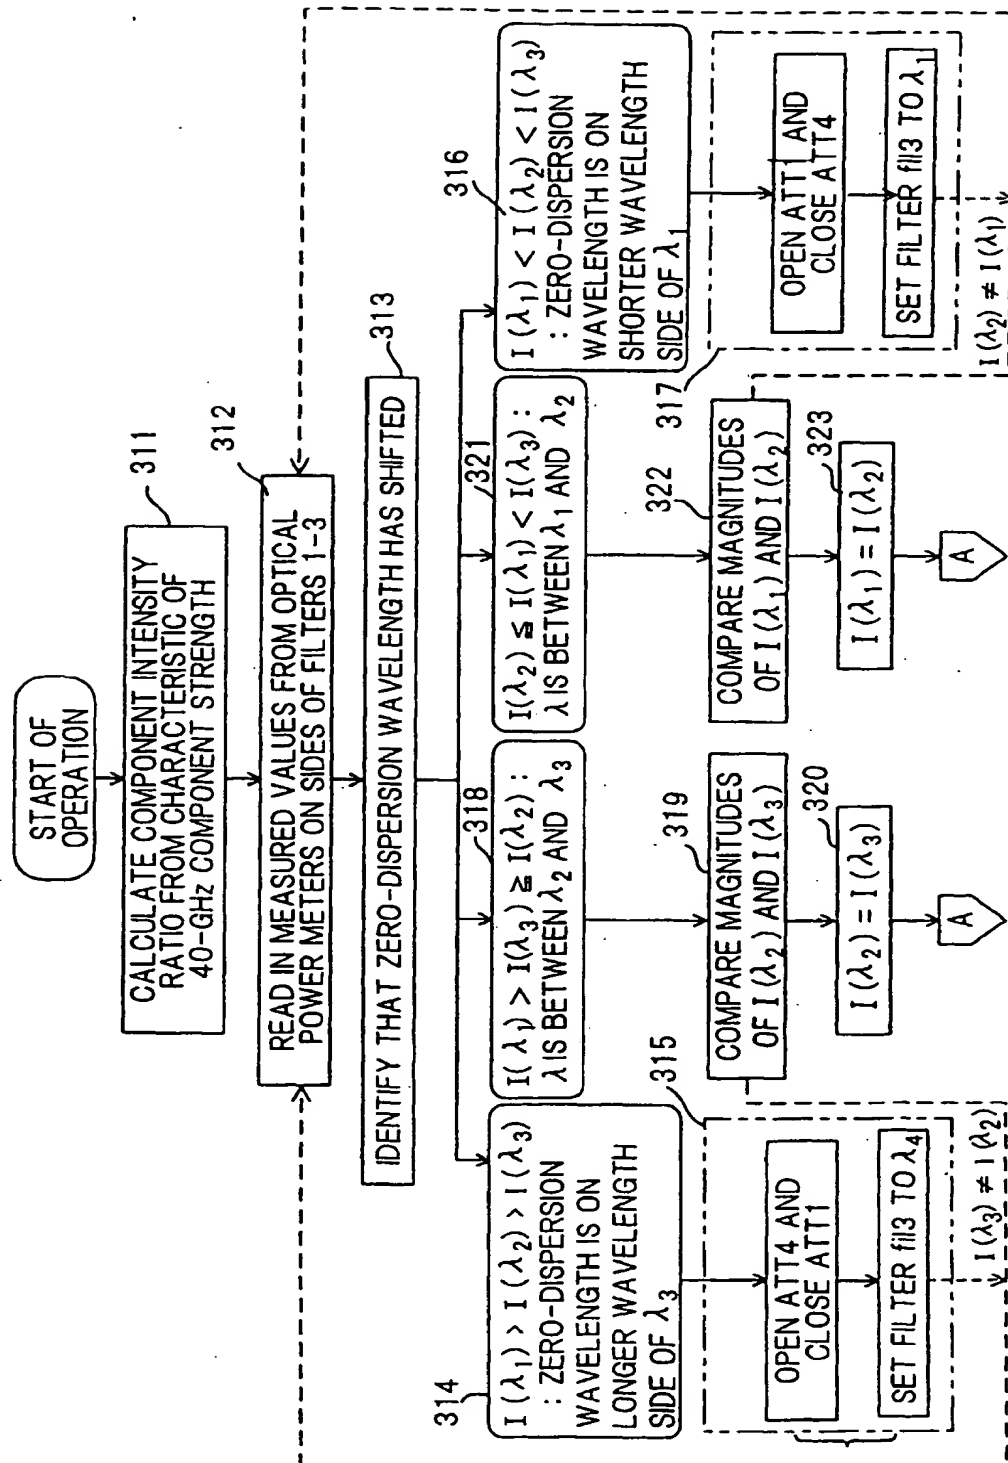 START OF
OPERATION
311
CALCULATE COMPONENT INTENSITY
RATIO FROM CHARACTERISTIC OF
40-GHz COMPONENT STRENGTH
312
READ IN MEASURED VALUES FROM OPTICAL
POWER METERS ON SIDES OF FILTERS 1-3
313
IDENTIFY THAT ZERO-DISPERSION WAVELENGTH HAS SHIFTED
314
I(λ1) > I(λ2) > I(λ3)
: ZERO-DISPERSION
WAVELENGTH IS ON
LONGER WAVELENGTH
SIDE OF λ3
315
OPEN ATT4 AND
CLOSE ATT1
SET FILTER fil3 TO λ4
I(λ3) ≠ I(λ2)
318
I(λ1) > I(λ3) ≧ I(λ2) :
λ IS BETWEEN λ2 AND λ3
319
COMPARE MAGNITUDES
OF I(λ2) AND I(λ3)
320
I(λ2) = I(λ3)
A
321
I(λ2) ≦ I(λ1) < I(λ3) :
λ IS BETWEEN λ1 AND λ2
322
COMPARE MAGNITUDES
OF I(λ1) AND I(λ2)
323
I(λ1) = I(λ2)
A
316
I(λ1) < I(λ2) < I(λ3)
: ZERO-DISPERSION
WAVELENGTH IS ON
SHORTER WAVELENGTH
SIDE OF λ1
317
OPEN ATT1 AND
CLOSE ATT4
SET FILTER fil3 TO λ1
I(λ2) ≠ I(λ1)